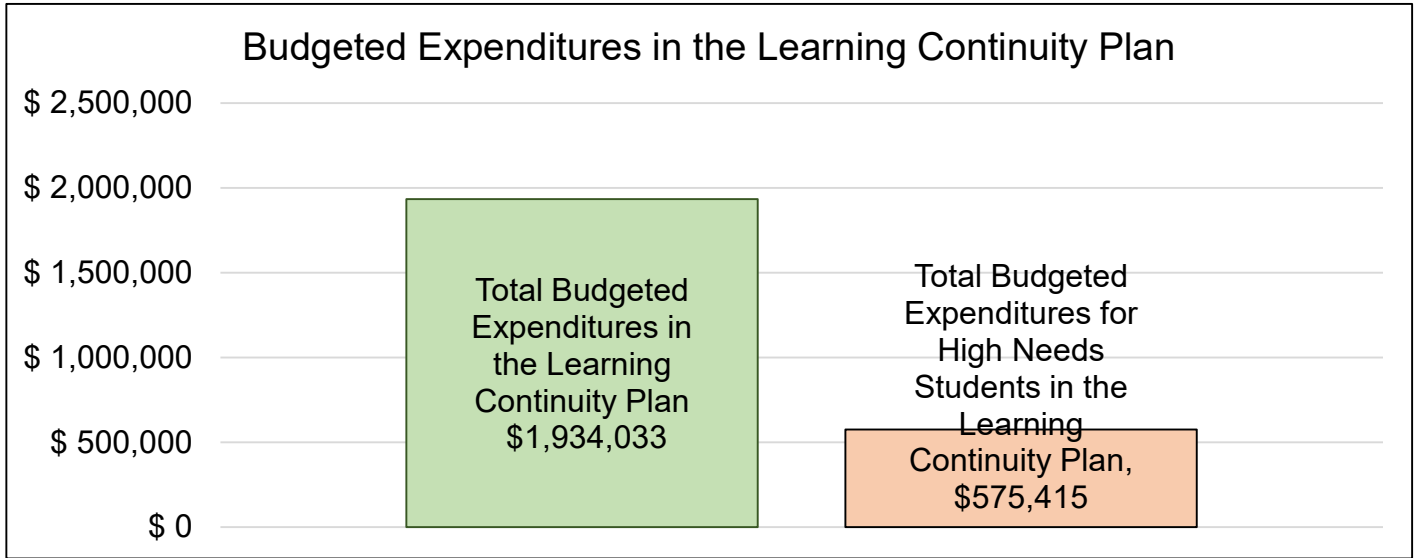 Budgeted Expenditures in the Learning Continuity Plan
$ 2,500,000
$ 2,000,000
$ 1,500,000
$ 1,000,000
$ 500,000
$ 0
Total Budgeted
Expenditures in
the Learning
Continuity Plan
$1,934,033
Total Budgeted
Expenditures for
High Needs
Students in the
Learning
Continuity Plan,
$575,415